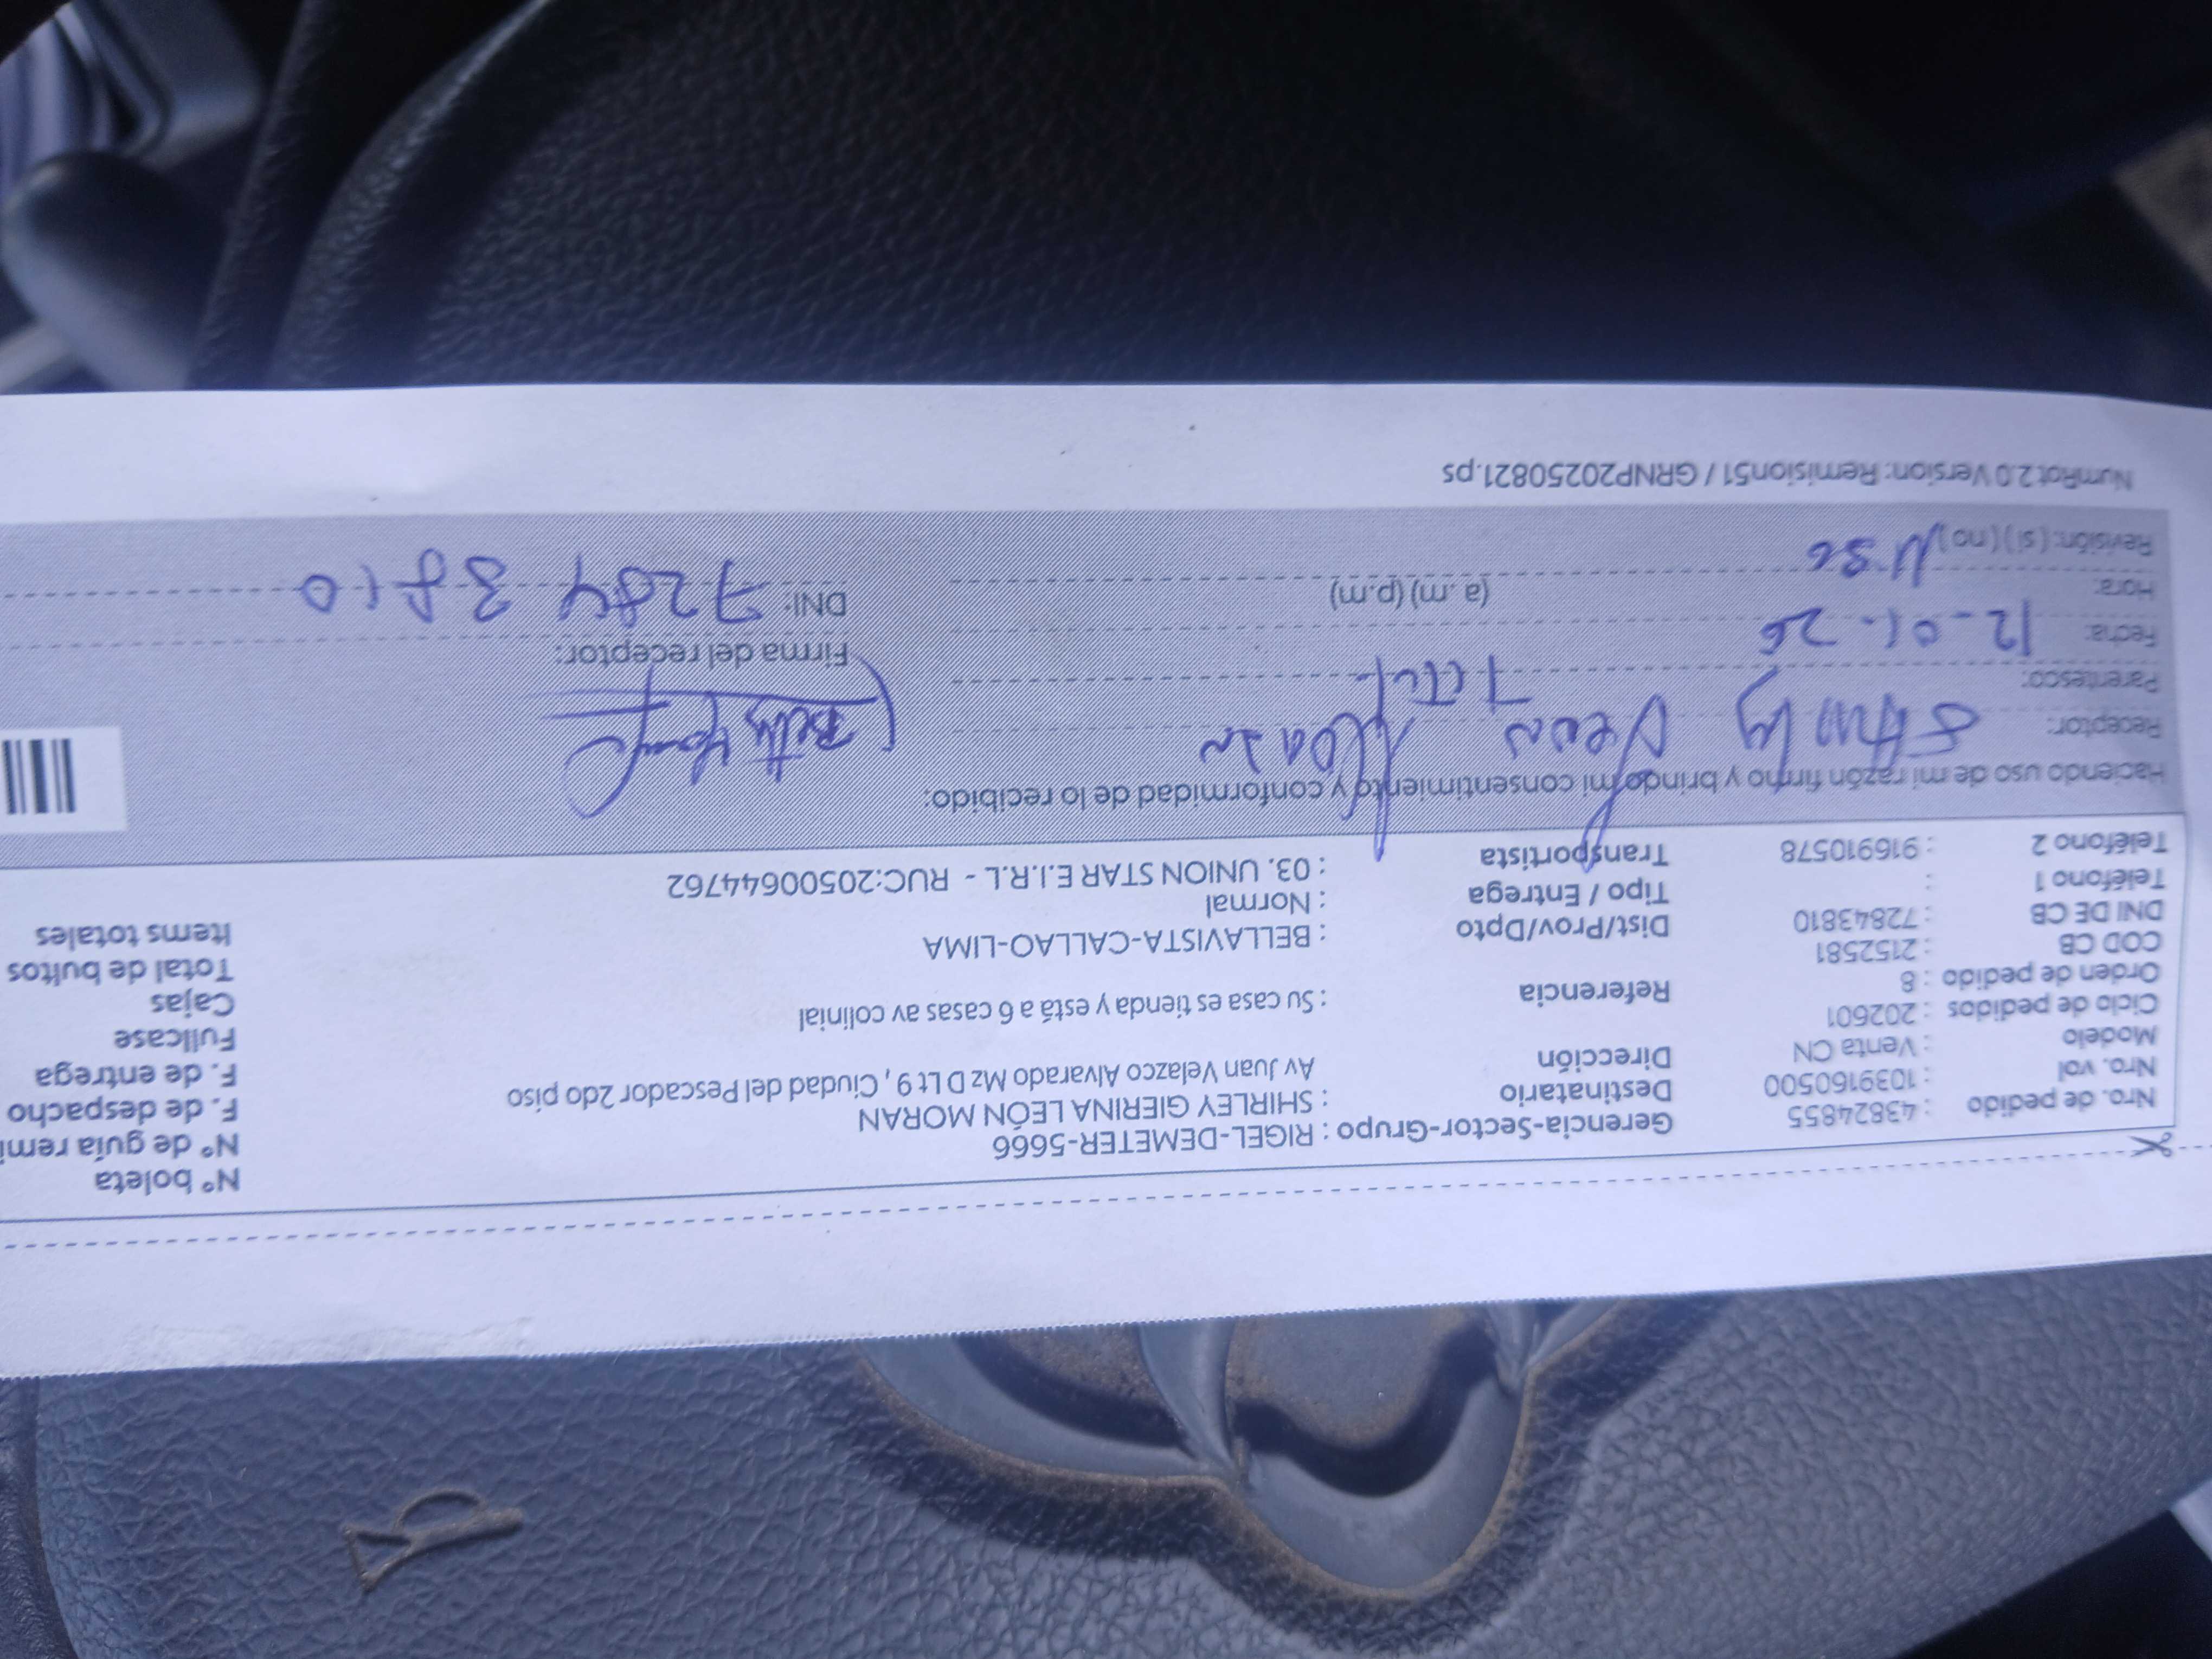 Nro. de pedido : 43824855
Nro. vol : 1039160500
Modelo : Venta CN
Ciclo de pedidos : 202601
Orden de pedido : 8
COD CB : 2152581
DNI DE CB : 72843810
Teléfono 1 :
Teléfono 2 : 916910578
Gerencia-Sector-Grupo : RIGEL-DEMETER-5666
Destinatario : SHIRLEY GIERINA LEÓN MORAN
Dirección Av Juan Velazco Alvarado Mz D Lt 9 , Ciudad del Pescador 2do piso
Referencia : Su casa es tienda y está a 6 casas av colinial
Dist/Prov/Dpto : BELLAVISTA-CALLAO-LIMA
Tipo / Entrega : Normal
Transportista : 03. UNION STAR E.I.R.L - RUC:20500644762
N° boleta
N° de guía remi
F. de despacho
F. de entrega
Fullcase
Cajas
Total de bultos
Items totales
Haciendo uso de mi razón firmo y brindo mi consentimiento y conformidad de lo recibido:
Receptor:
Parentesco: Titul
Fecha: 12-01-26
Hora: 11:36 (a .m) (p.m)
Revisión: ( si ) ( no )
Firma del receptor:
DNI: 72843810
NumRot 2.0 Version: Remision51 / GRNP20250821.ps